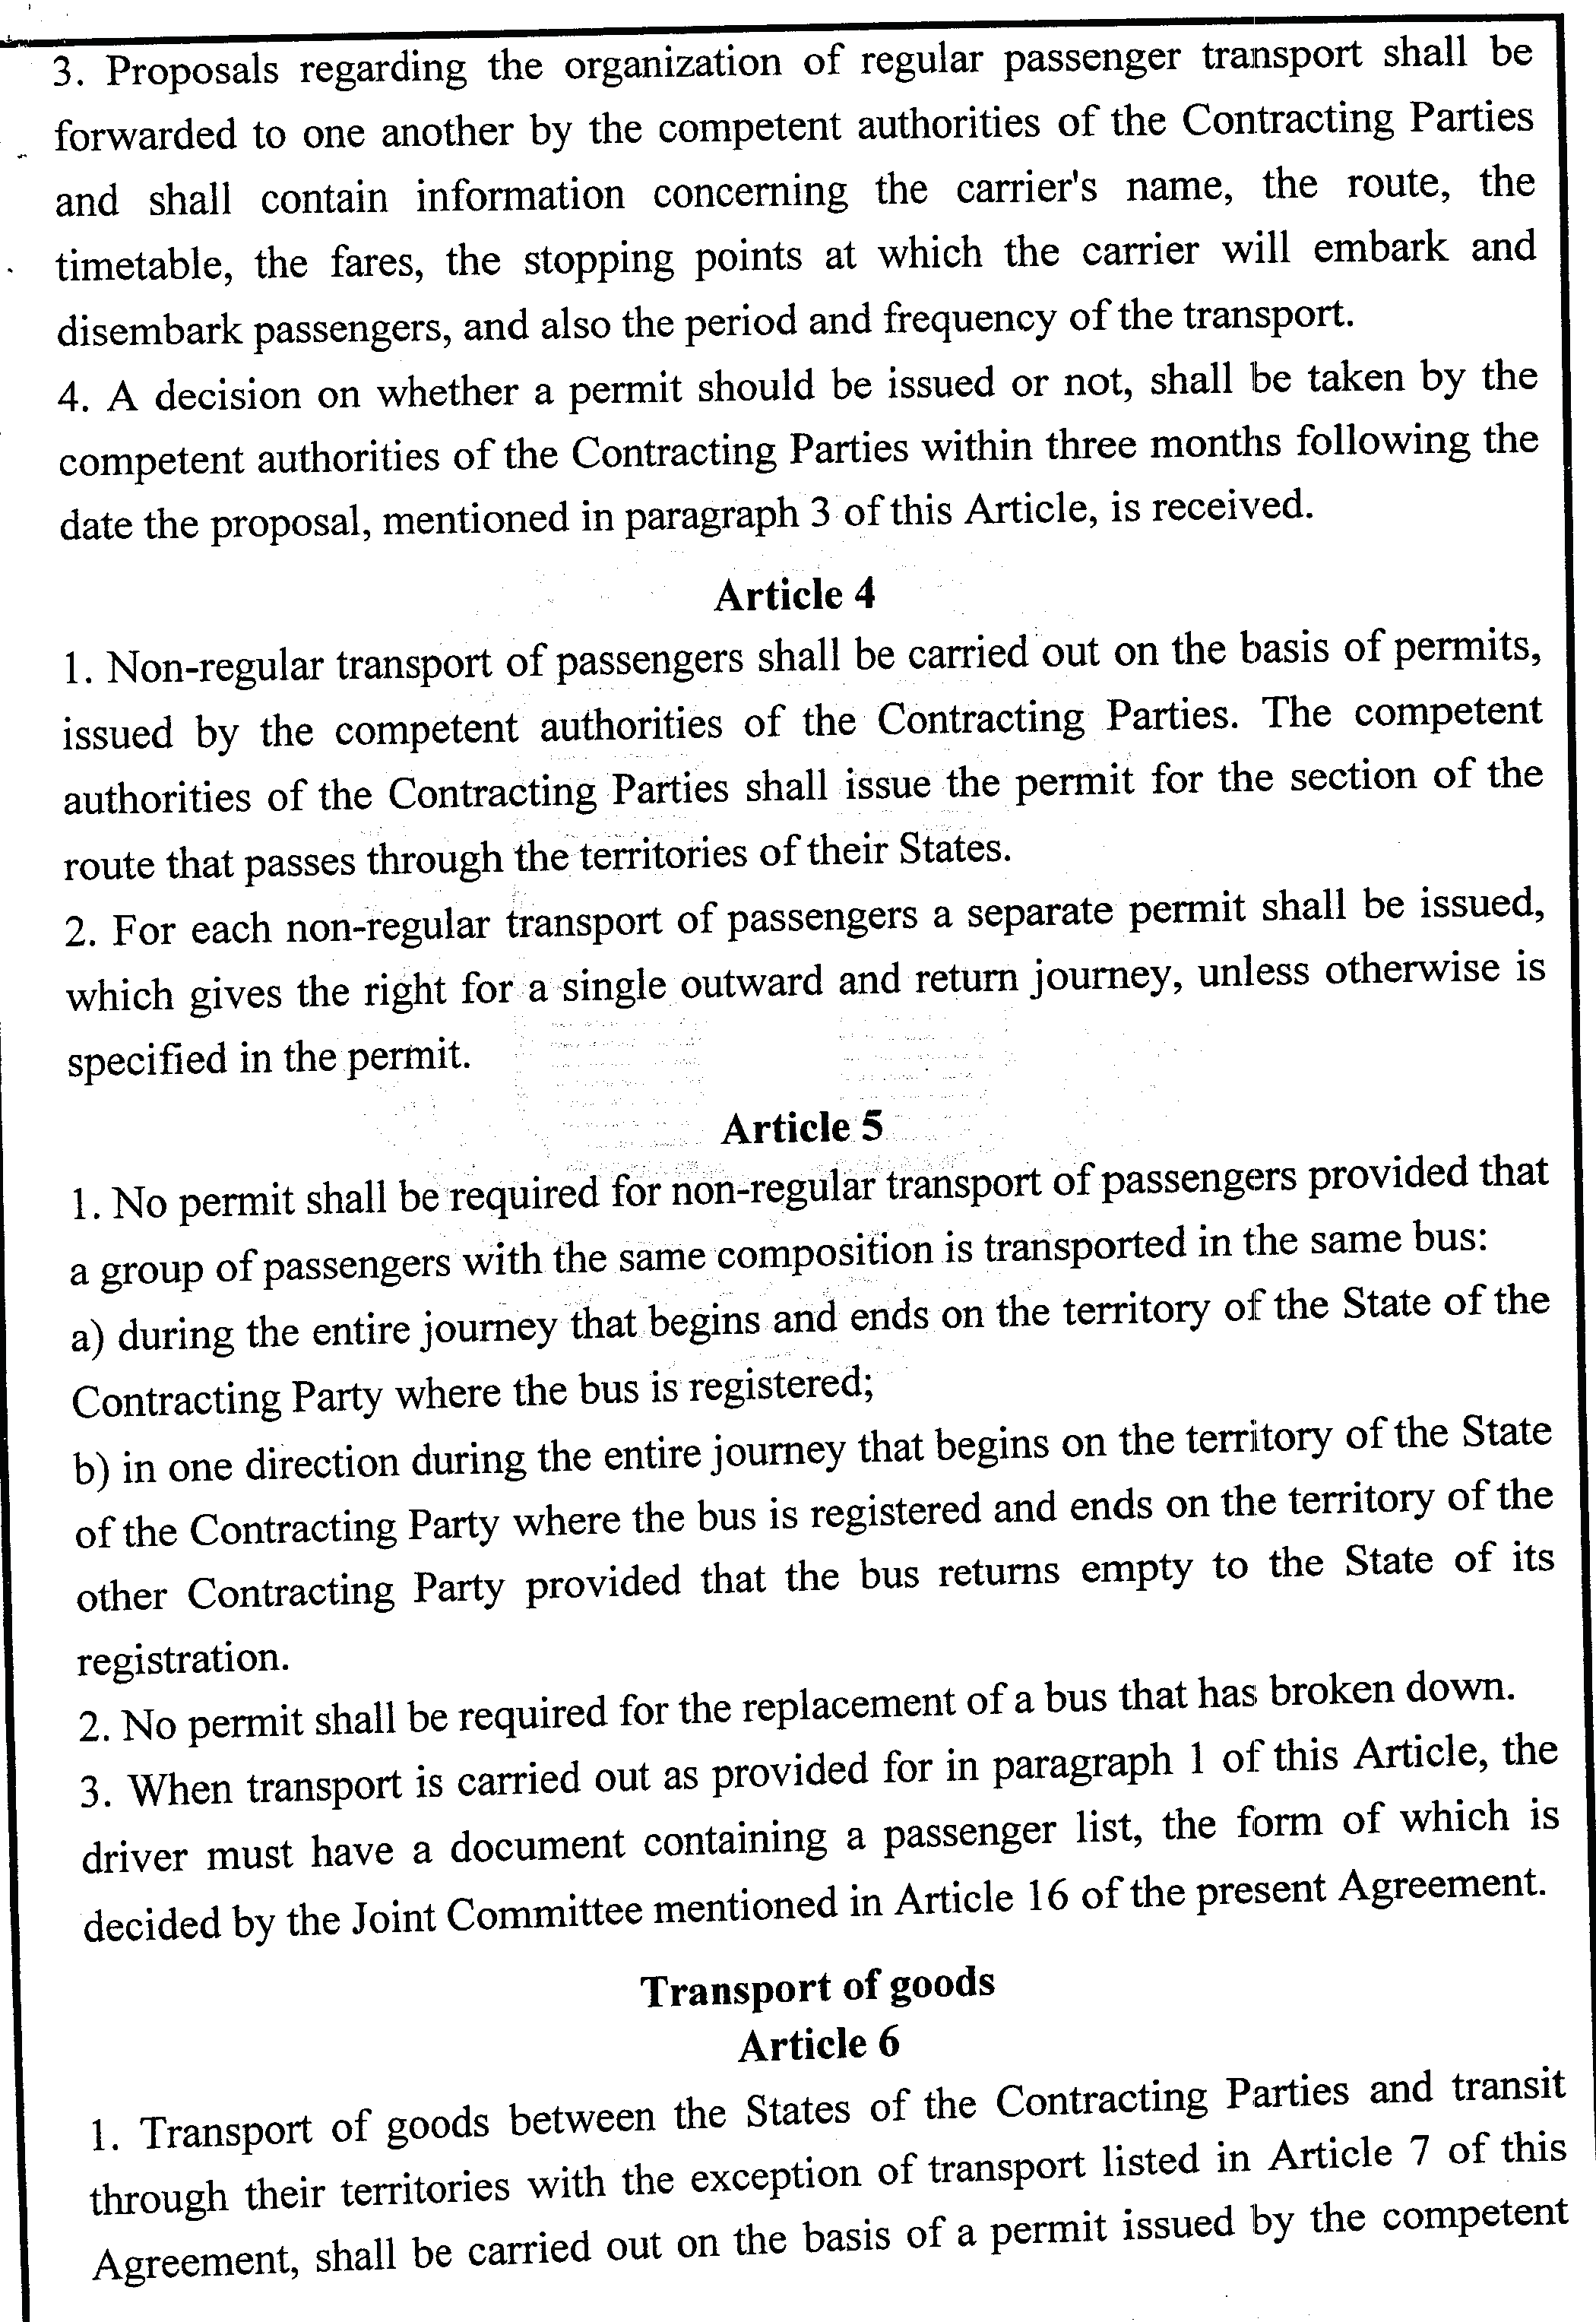 3. Proposals regarding the organization of regular passenger transport shall be
forwarded to one another by the competent authorities of the Contracting Parties
and shall contain information concerning the carrier's name, the route, the
timetable, the fares, the stopping points at which the carrier will embark and
disembark passengers, and also the period and frequency of the transport.
4. A decision on whether a permit should be issued or not, shall be taken by the
competent authorities of the Contracting Parties within three months following the
date the proposal, mentioned in paragraph 3 of this Article, is received.
Article 4
1. Non-regular transport of passengers shall be carried out on the basis of permits,
issued by the competent authorities of the Contracting Parties. The competent
authorities of the Contracting Parties shall issue the permit for the section of the
route that passes through the territories of their States.
2. For each non-regular transport of passengers a separate permit shall be issued,
which gives the right for a single outward and return journey, unless otherwise is
specified in the permit.
Article 5
1. No permit shall be required for non-regular transport of passengers provided that
a group of passengers with the same composition is transported in the same bus:
a) during the entire journey that begins and ends on the territory of the State of the
Contracting Party where the bus is registered;
b) in one direction during the entire journey that begins on the territory of the State
of the Contracting Party where the bus is registered and ends on the territory of the
other Contracting Party provided that the bus returns empty to the State of its
registration.
2. No permit shall be required for the replacement of a bus that has broken down.
3. When transport is carried out as provided for in paragraph 1 of this Article, the
driver must have a document containing a passenger list, the form of which is
decided by the Joint Committee mentioned in Article 16 of the present Agreement.
Transport of goods
Article 6
1. Transport of goods between the States of the Contracting Parties and transit
through their territories with the exception of transport listed in Article 7 of this
Agreement, shall be carried out on the basis of a permit issued by the competent